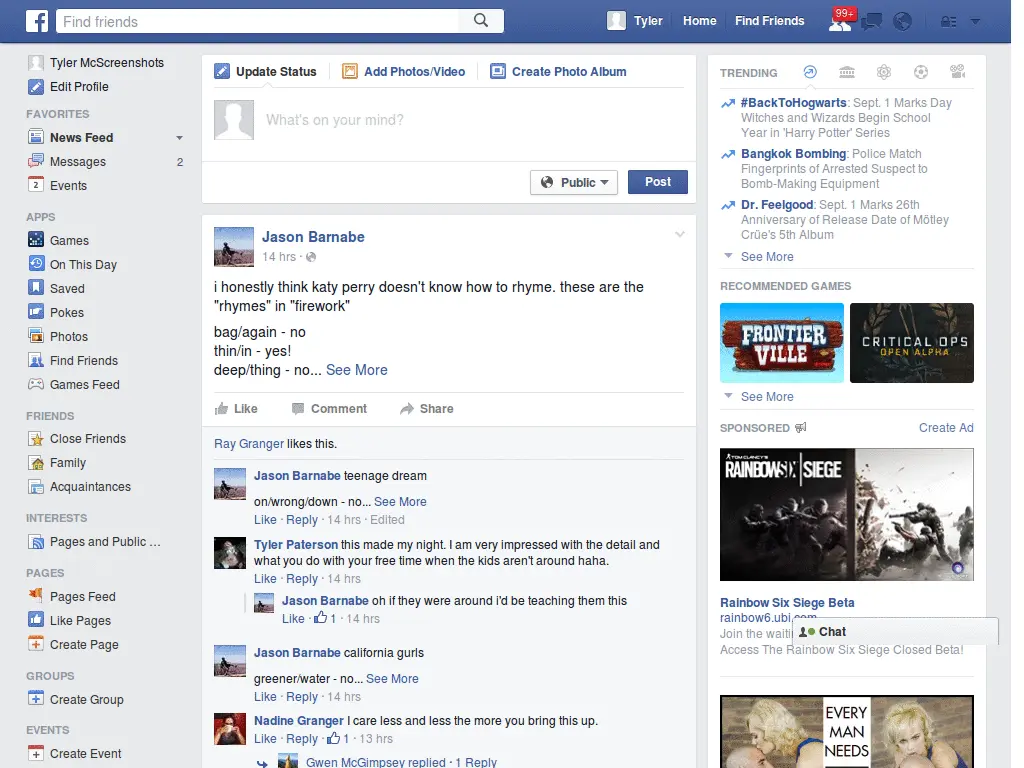 f Find friends
Tyler Home Find Friends 99+
Tyler McScreenshots
Edit Profile
FAVORITES
News Feed
Messages 2
2 Events
APPS
Games
On This Day
Saved
Pokes
Photos
Find Friends
Games Feed
FRIENDS
Close Friends
Family
Acquaintances
INTERESTS
Pages and Public ...
PAGES
Pages Feed
Like Pages
Create Page
GROUPS
Create Group
EVENTS
Create Event
Update Status Add Photos/Video Create Photo Album
What's on your mind?
Public Post
Jason Barnabe
14 hrs ·
i honestly think katy perry doesn't know how to rhyme. these are the
"rhymes" in "firework"
bag/again - no
thin/in - yes!
deep/thing - no... See More
Like Comment Share
Ray Granger likes this.
Jason Barnabe teenage dream
on/wrong/down - no... See More
Like · Reply · 14 hrs · Edited
Tyler Paterson this made my night. I am very impressed with the detail and
what you do with your free time when the kids aren't around haha.
Like · Reply · 14 hrs
Jason Barnabe oh if they were around i'd be teaching them this
Like · 1 · 14 hrs
Jason Barnabe california gurls
greener/water - no... See More
Like · Reply · 14 hrs
Nadine Granger I care less and less the more you bring this up.
Like · Reply · 1 · 13 hrs
Gwen McGimpsey replied · 1 Reply
TRENDING
#BackToHogwarts: Sept. 1 Marks Day
Witches and Wizards Begin School
Year in 'Harry Potter' Series
Bangkok Bombing: Police Match
Fingerprints of Arrested Suspect to
Bomb-Making Equipment
Dr. Feelgood: Sept. 1 Marks 26th
Anniversary of Release Date of Mötley
Crüe's 5th Album
See More
RECOMMENDED GAMES
FRONTIER
VILLE
CRITICAL OPS
OPEN ALPHA
See More
SPONSORED Create Ad
TOM CLANCY'S
RAINBOW SIX | SIEGE
Rainbow Six Siege Beta
rainbow6.ubi.com
Join the waiti
Access The Rainbow Six Siege Closed Beta!
Chat
EVERY
MAN
NEEDS